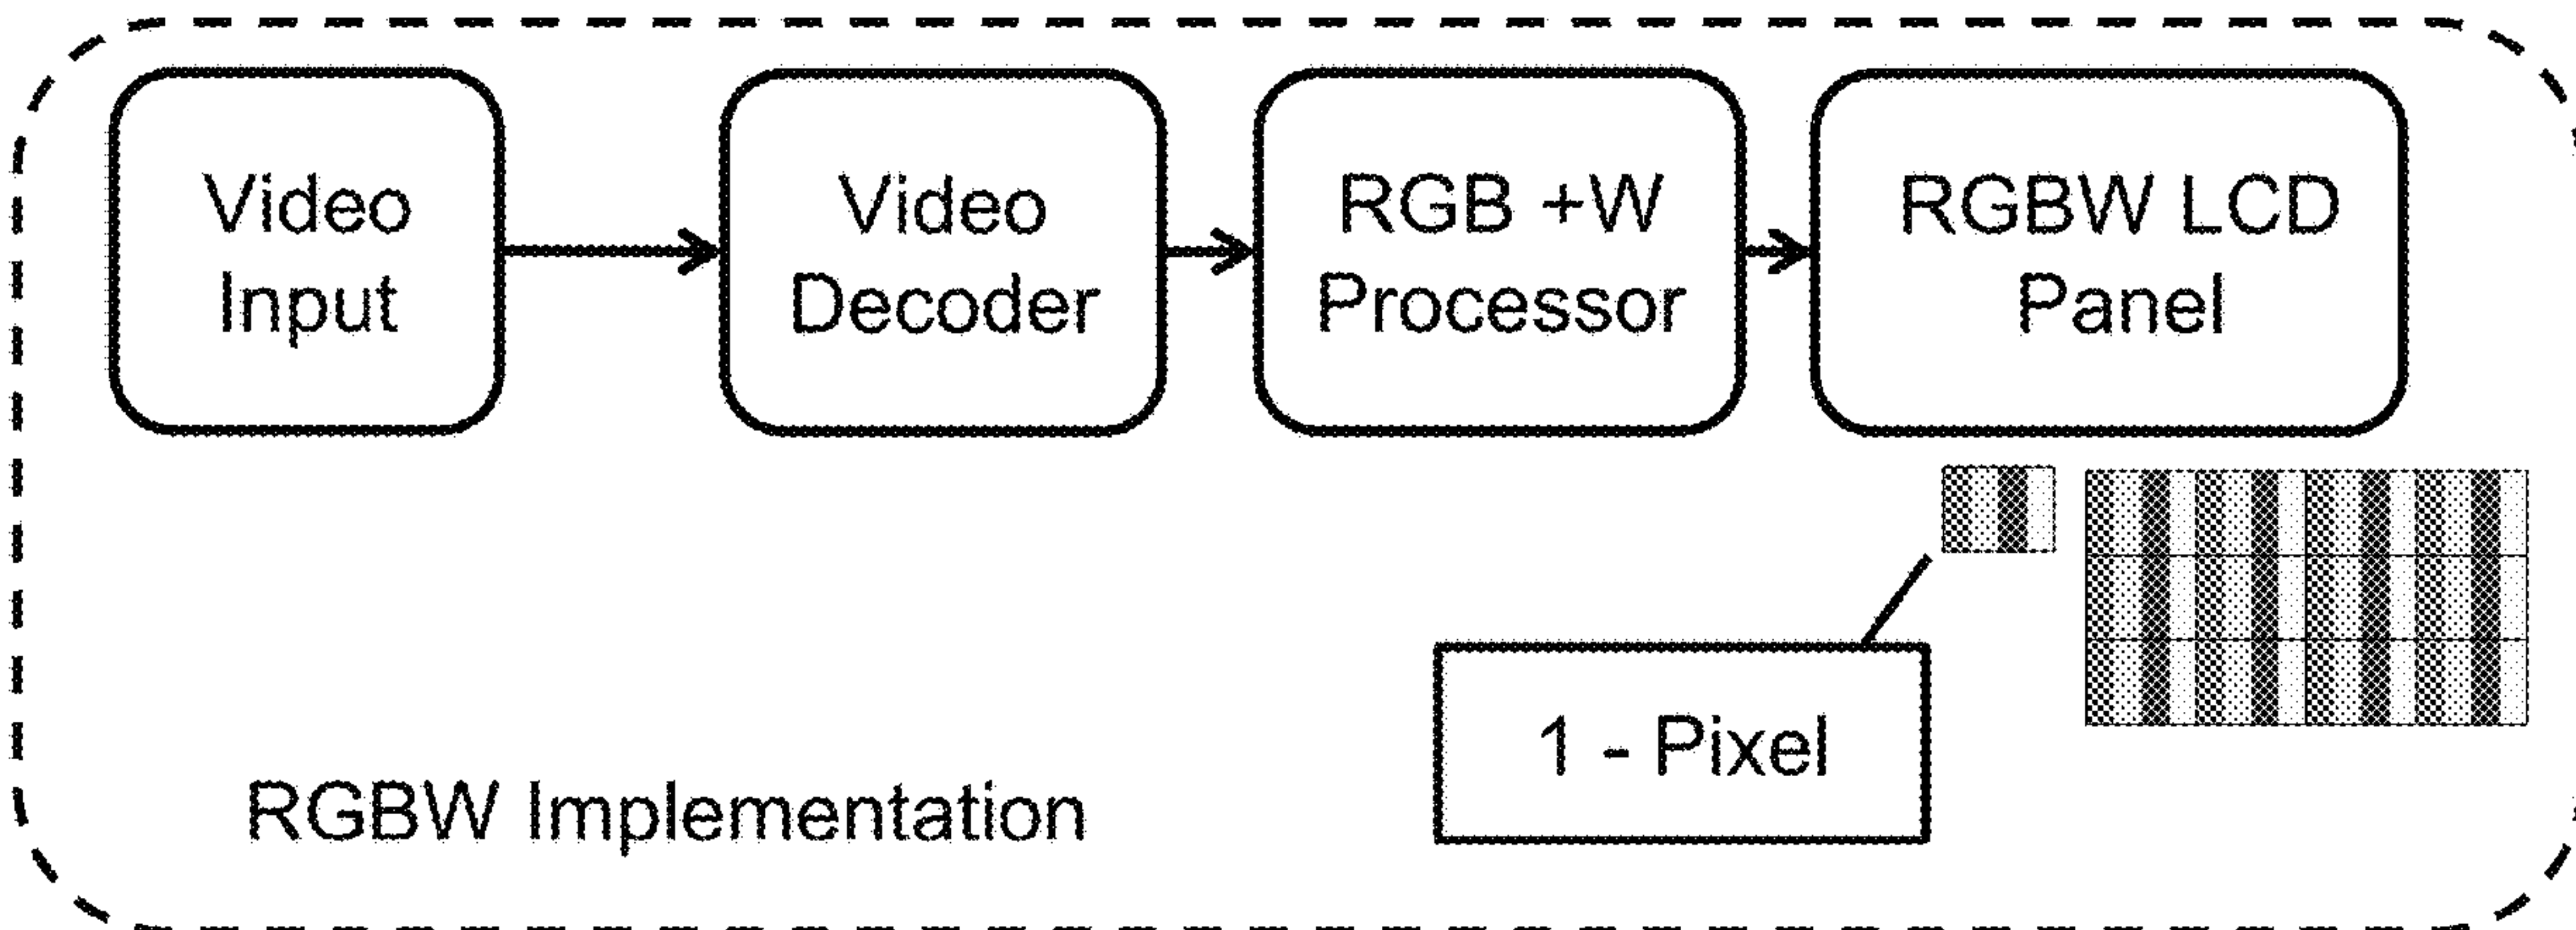 Video
Input
Video
Decoder
RGB +W
Processor
RGBW LCD
Panel
1 - Pixel
RGBW Implementation